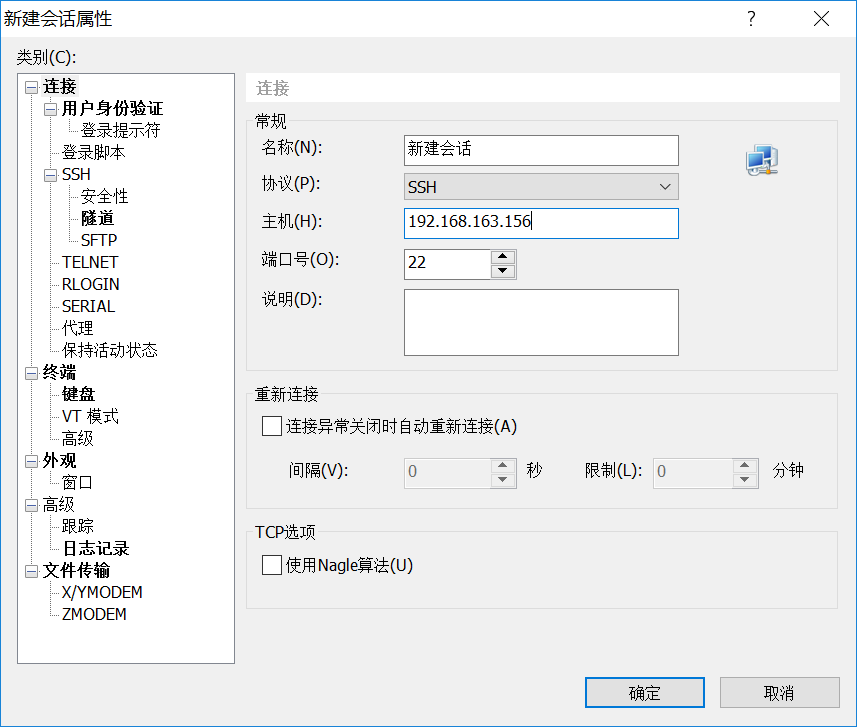 新建会话属性
类别(C):
连接
用户身份验证
登录提示符
登录脚本
SSH
安全性
隧道
SFTP
TELNET
RLOGIN
SERIAL
代理
保持活动状态
终端
键盘
VT 模式
高级
外观
窗口
高级
跟踪
日志记录
文件传输
X/YMODEM
ZMODEM
连接
常规
名称(N): 新建会话
协议(P): SSH
主机(H): 192.168.163.156
端口号(O): 22
说明(D):
重新连接
连接异常关闭时自动重新连接(A)
间隔(V): 0 秒 限制(L): 0 分钟
TCP选项
使用Nagle算法(U)
确定 取消